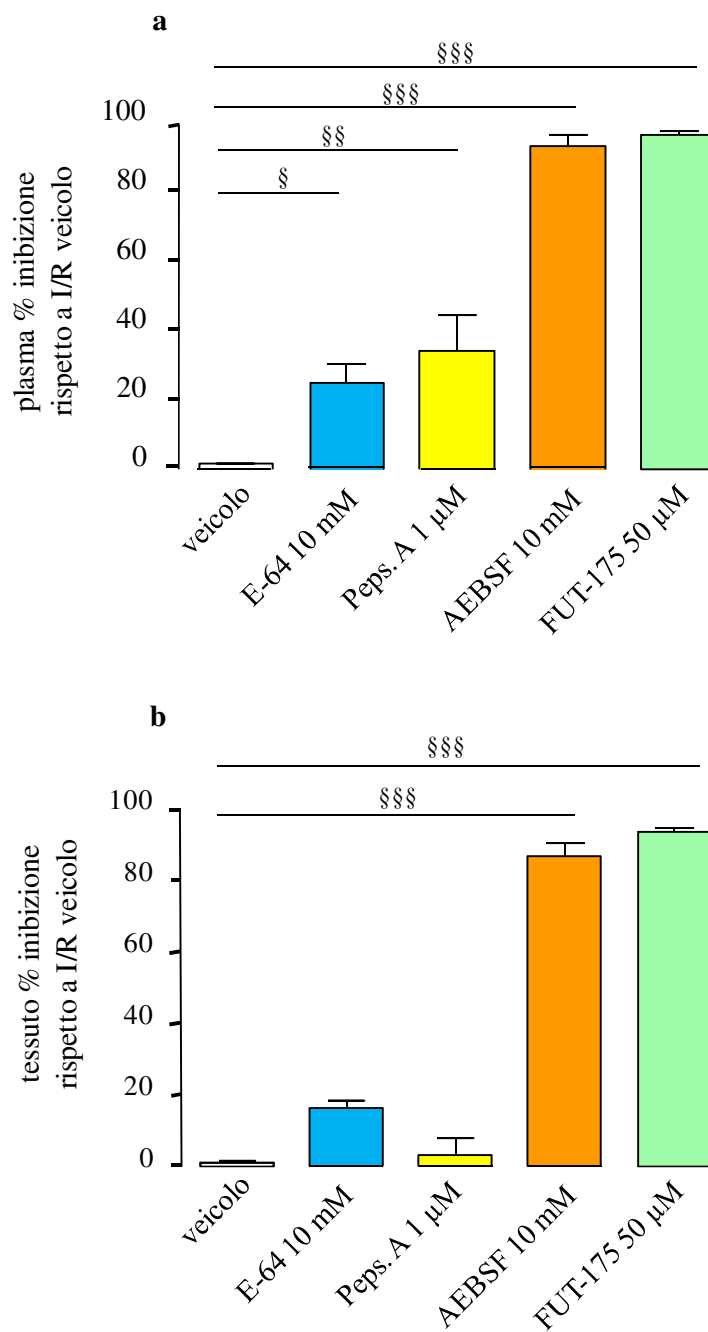 a
§§§
§§§
§§
§
100
80
60
40
20
0
plasma % inibizione
rispetto a I/R veicolo
veicolo
E-64 10 mM
Peps. A 1 µM
AEBSF 10 mM
FUT-175 50 µM
b
§§§
§§§
100
80
60
40
20
0
tessuto % inibizione
rispetto a I/R veicolo
veicolo
E-64 10 mM
Peps. A 1 µM
AEBSF 10 mM
FUT-175 50 µM